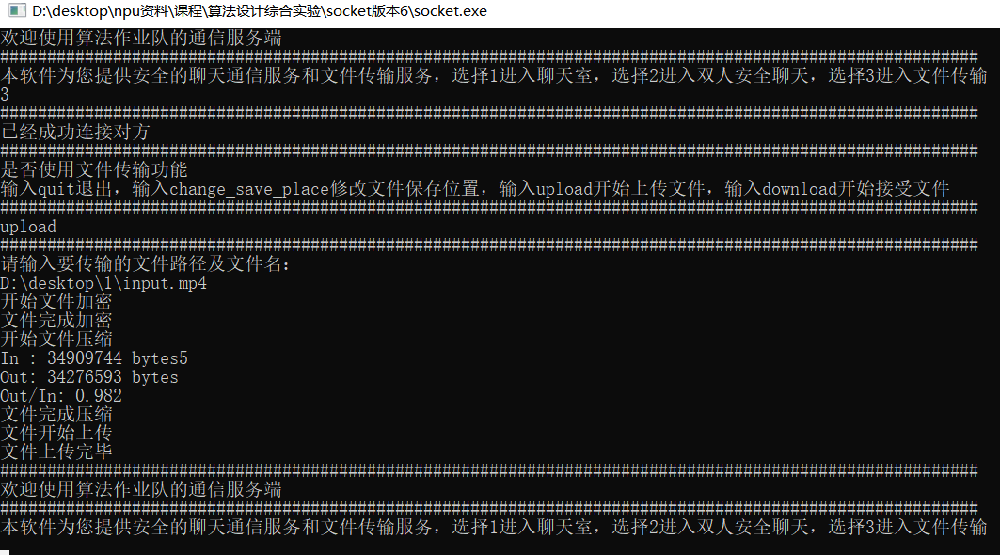 D:\desktop\npu资料\课程\算法设计综合实验\socket版本6\socket.exe
欢迎使用算法作业队的通信服务端
########################################################################################################
本软件为您提供安全的聊天通信服务和文件传输服务，选择1进入聊天室，选择2进入双人安全聊天，选择3进入文件传输
3
########################################################################################################
已经成功连接对方
########################################################################################################
是否使用文件传输功能
输入quit退出，输入change_save_place修改文件保存位置，输入upload开始上传文件，输入download开始接受文件
########################################################################################################
upload
########################################################################################################
请输入要传输的文件路径及文件名：
D:\desktop\1\input.mp4
开始文件加密
文件完成加密
开始文件压缩
In : 34909744 bytes5
Out: 34276593 bytes
Out/In: 0.982
文件完成压缩
文件开始上传
文件上传完毕
########################################################################################################
欢迎使用算法作业队的通信服务端
########################################################################################################
本软件为您提供安全的聊天通信服务和文件传输服务，选择1进入聊天室，选择2进入双人安全聊天，选择3进入文件传输